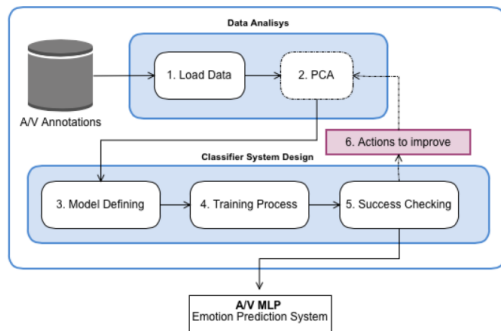 Data Analisys
1. Load Data
2. PCA
A/V Annotations
6. Actions to improve
Classifier System Design
3. Model Defining
4. Training Process
5. Success Checking
A/V MLP
Emotion Prediction System